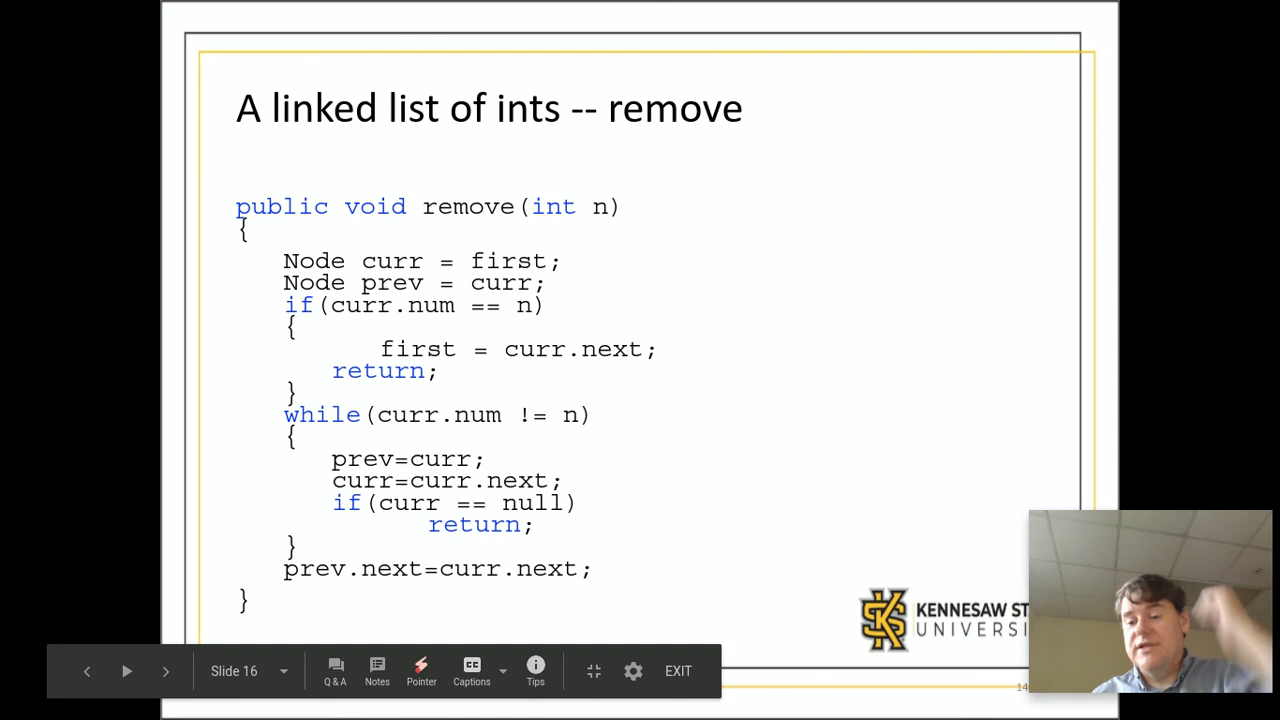 A linked list of ints -- remove
public void remove(int n)
{
Node curr = first;
Node prev = curr;
if(curr.num == n)
{
first = curr.next;
return;
}
while(curr.num != n)
{
prev=curr;
curr=curr.next;
if(curr == null)
return;
}
prev.next=curr.next;
}
KENNESAW ST
UNIVERSI
14
Slide 16
Q & A
Notes
Pointer
CC
Captions
Tips
EXIT